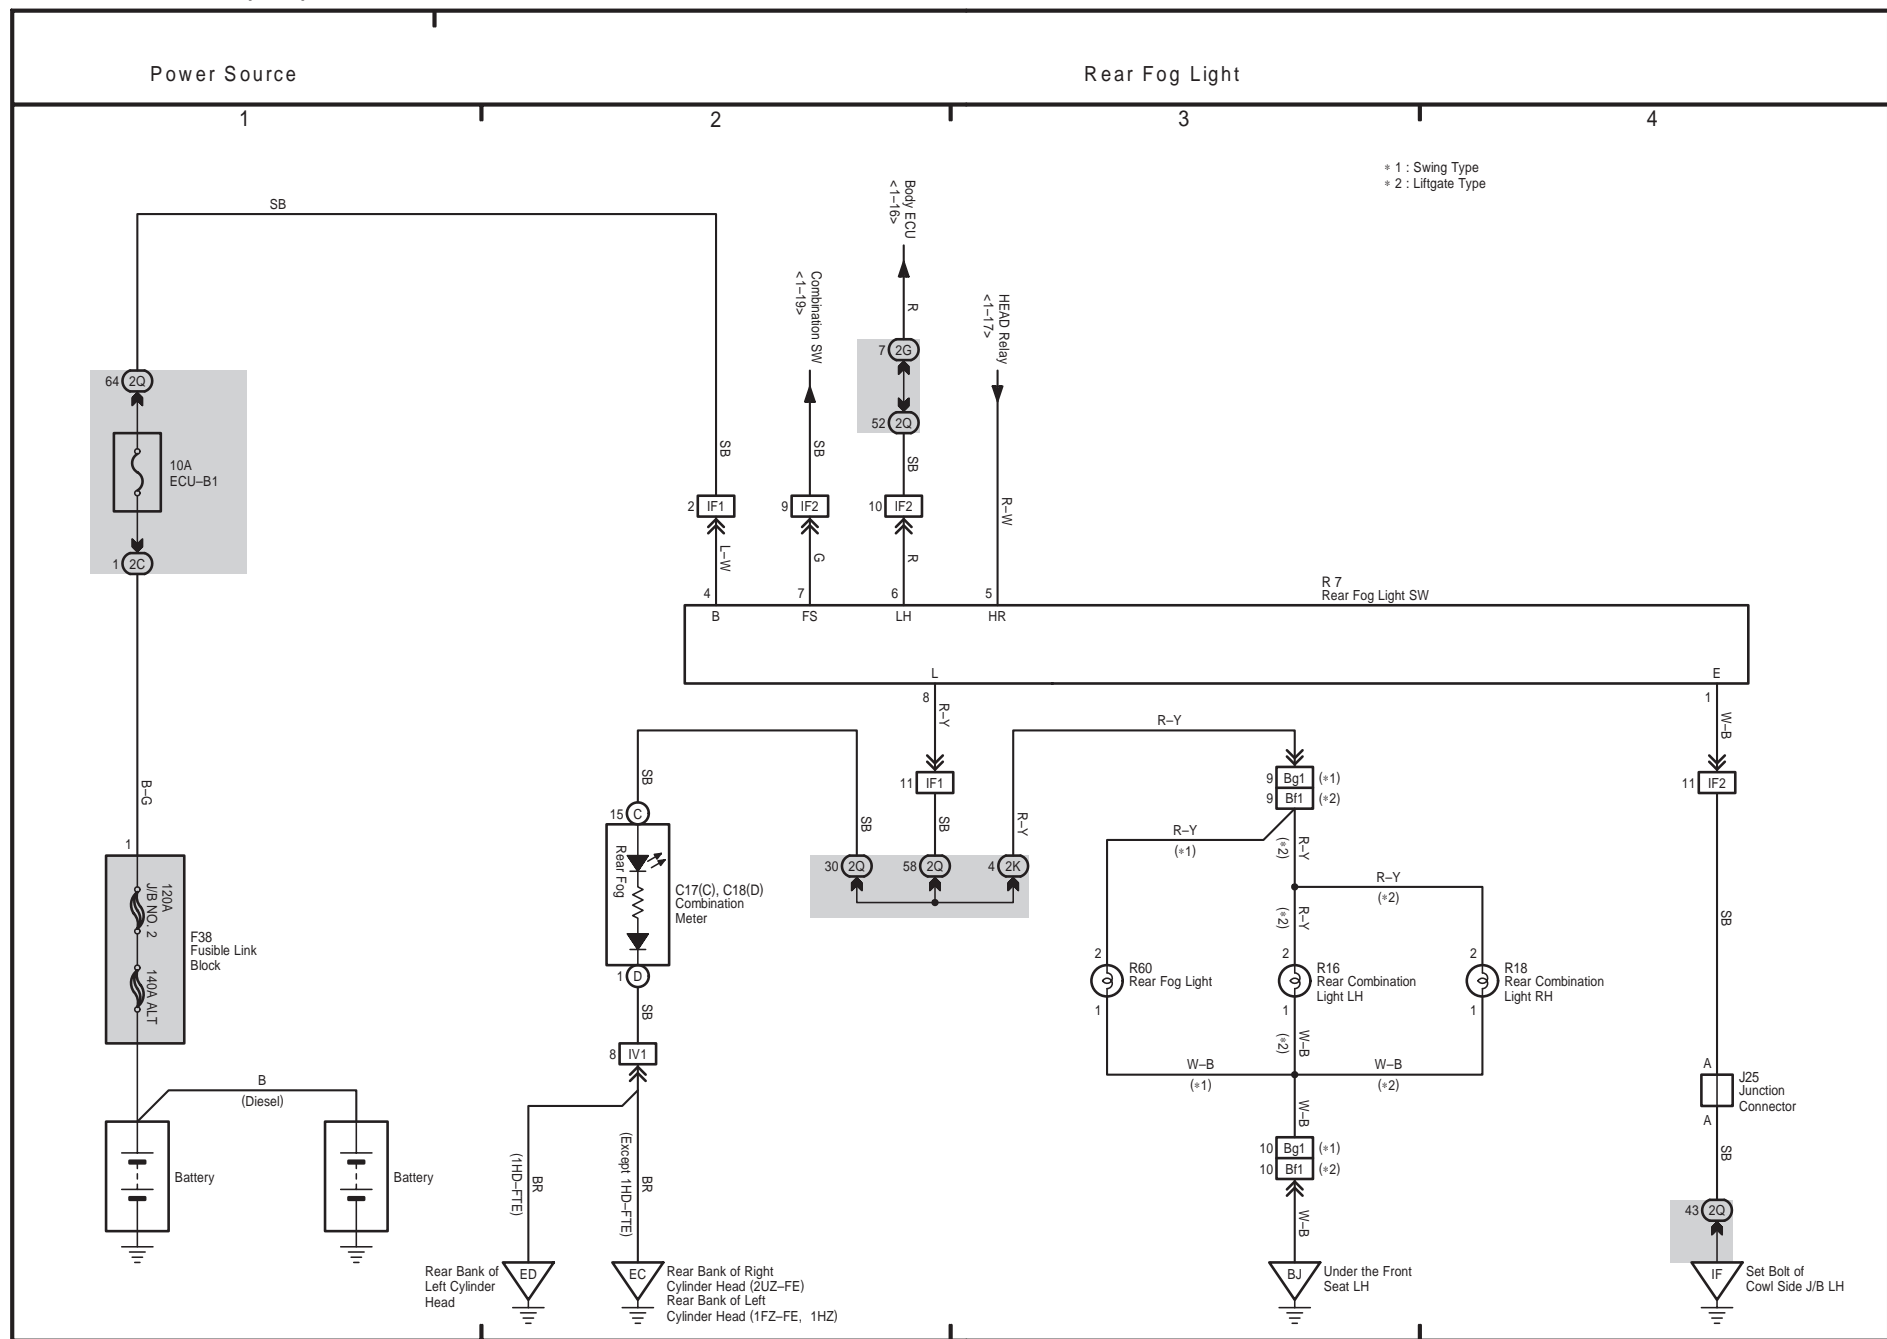 Power Source
Rear Fog Light
1
2
3
4
* 1 : Swing Type
* 2 : Liftgate Type
SB
Body ECU
<1–16>
Combination SW
<1–19>
HEAD Relay
<1–17>
R
7 2G
52 2Q
64 2Q
10A
ECU–B1
1 2C
SB
SB
SB
R–W
2 IF1
9 IF2
10 IF2
L–W
G
R
4
7
6
5
R 7
Rear Fog Light SW
B
FS
LH
HR
L
E
8
1
R–Y
W–B
R–Y
SB
11 IF1
9 Bg1 (*1)
9 Bf1 (*2)
11 IF2
B–G
15 C
SB
SB
R–Y
R–Y
(*1)
R–Y
(*2)
1
Rear Fog
30 2Q
58 2Q
4 2K
C17(C), C18(D)
Combination
Meter
R–Y
(*2)
R–Y
(*2)
SB
120A
J/B NO. 2
140A ALT
F38
Fusible Link
Block
1 D
2
R60
Rear Fog Light
1
2
R16
Rear Combination
Light LH
1
2
R18
Rear Combination
Light RH
1
SB
8 IV1
W–B
(*2)
W–B
(*1)
W–B
(*2)
A
J25
Junction
Connector
A
B
(Diesel)
W–B
10 Bg1 (*1)
10 Bf1 (*2)
SB
Battery
Battery
(1HD–FTE)
BR
(Except 1HD–FTE)
BR
W–B
43 2Q
Rear Bank of
Left Cylinder
Head
ED
EC
Rear Bank of Right
Cylinder Head (2UZ–FE)
Rear Bank of Left
Cylinder Head (1FZ–FE, 1HZ)
BJ
Under the Front
Seat LH
IF
Set Bolt of
Cowl Side J/B LH